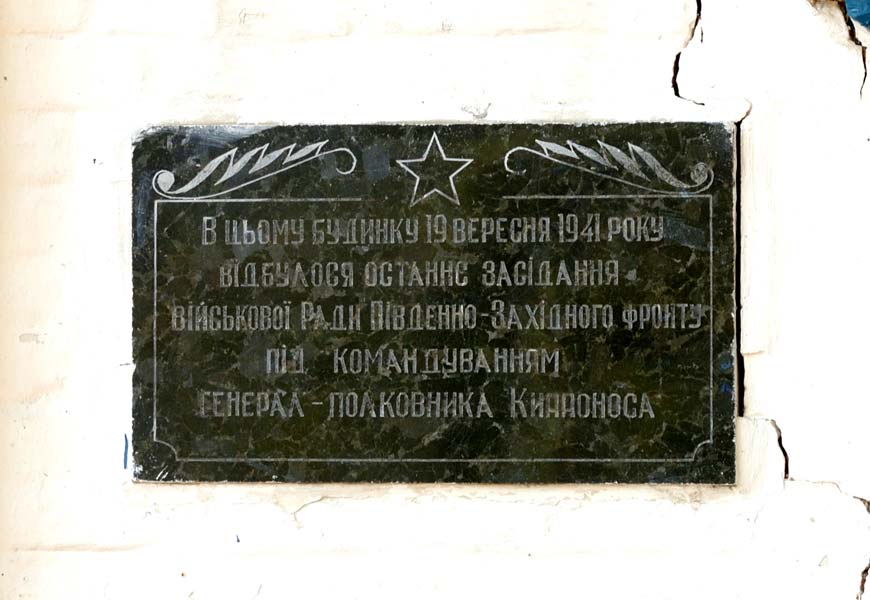 В цьому будинку 19 вересня 1941 року
відбулося останнє засідання
військової Ради Південно-Західного фронту
під командуванням
генерал-полковника Кирпоноса